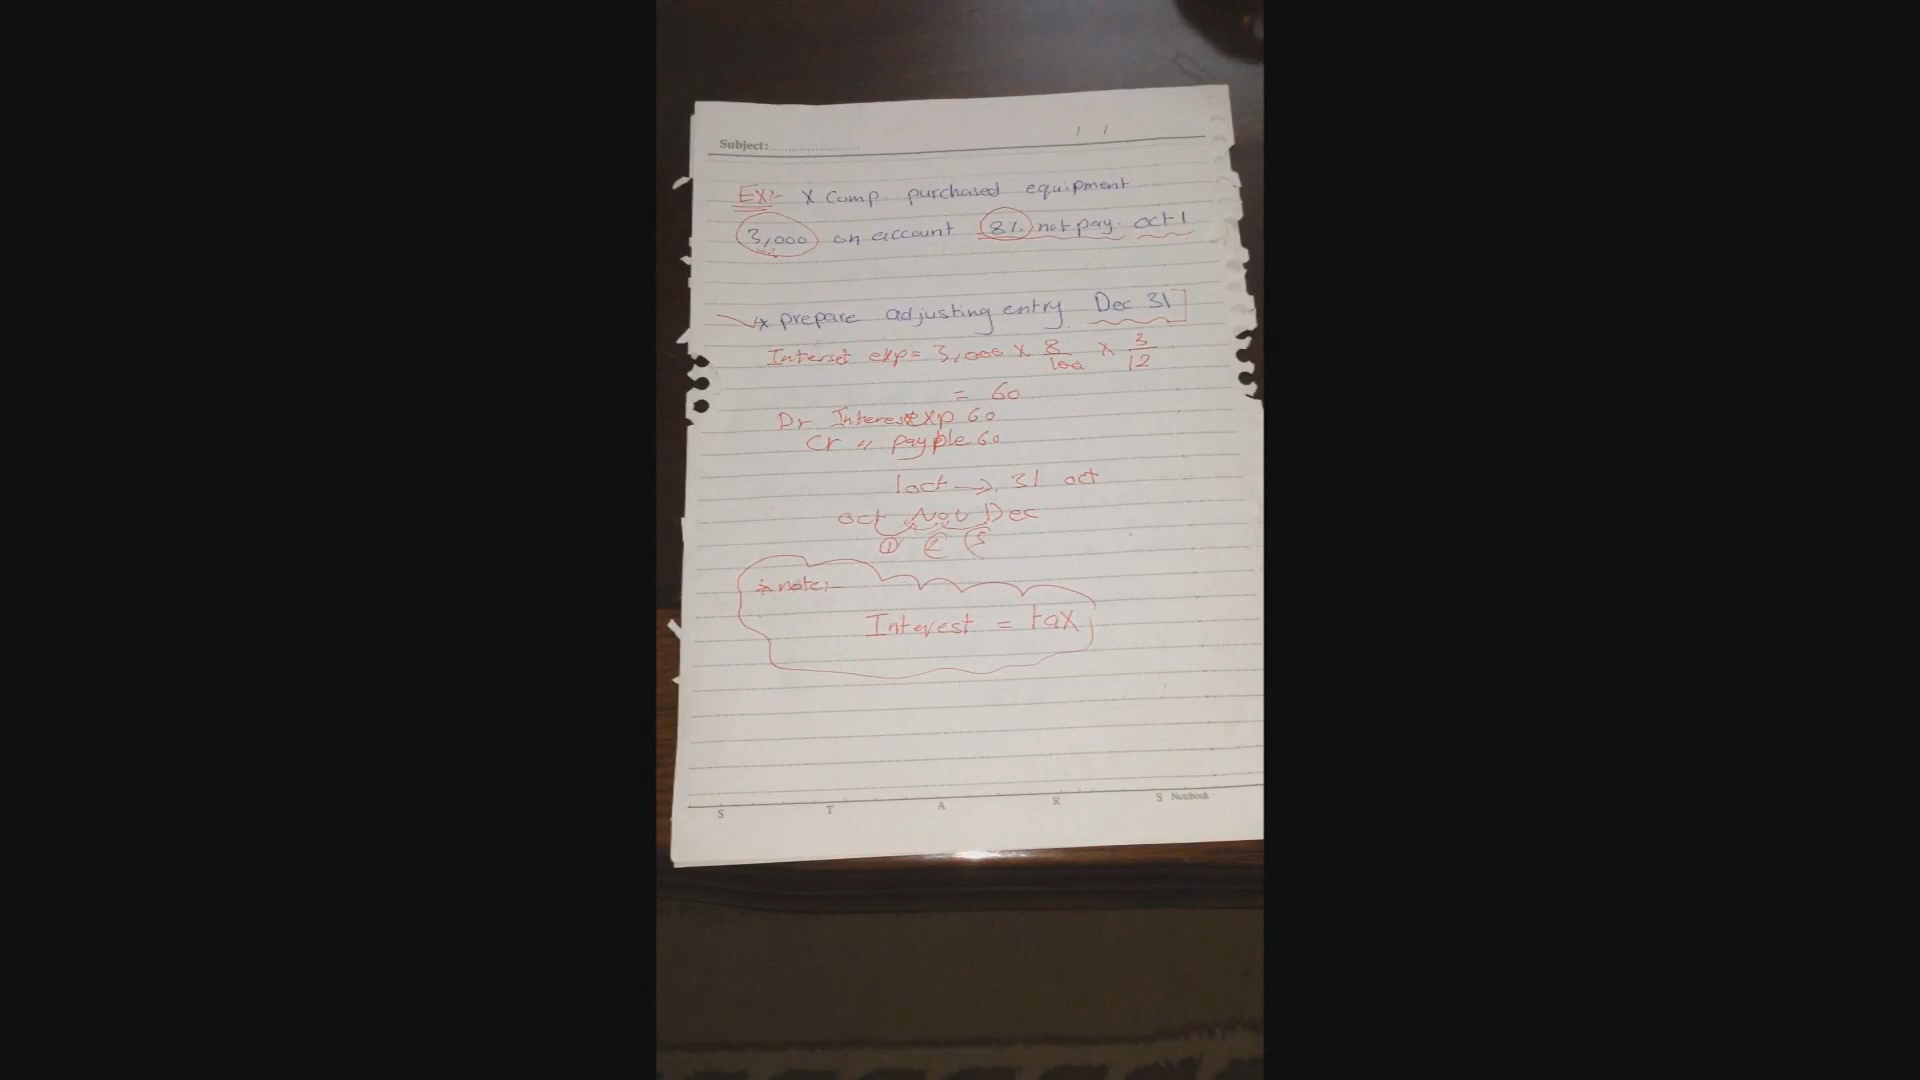 Subject:
/ /
Ex:- X Comp. purchased equipment
3,000 on account 8% not pay. oct 1
* prepare adjusting entry Dec 31
Interset exp = 3,000 × 8/100 × 3/12
= 60
Dr Interest exp 60
Cr 〃 payple 60
1 oct → 31 oct
oct Nov Dec
1 2 3
* note:-
Interest = tax
S T A R S Notebook